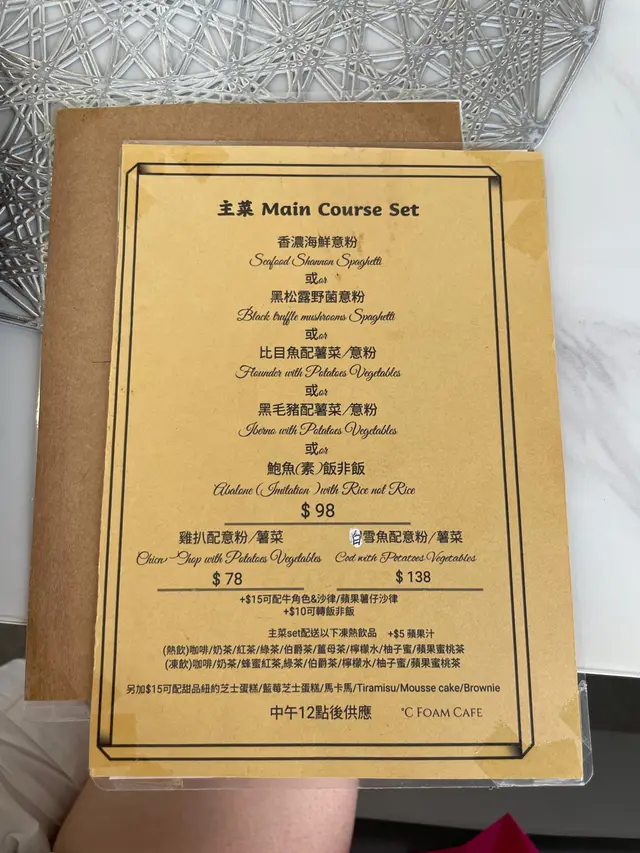 主菜 Main Course Set
香濃海鮮意粉
Seafood Shannon Spaghetti
或or
黑松露野菌意粉
Black truffle mushrooms Spaghetti
或or
比目魚配薯菜/意粉
Flounder with Potatoes Vegetables
或or
黑毛豬配薯菜/意粉
Iberno with Potatoes Vegetables
或or
鮑魚(素)飯非飯
Abalone (Imitation) with Rice not Rice
$ 98
雞扒配意粉/薯菜
with Potatoes Vegetables
$ 78
白雪魚配意粉/薯菜
Cod with Potatoes Vegetables
$ 138
+$15可配牛角色&沙律/蘋果薯仔沙律
+$10可轉飯非飯
主菜set配送以下凍熱飲品 +$5 蘋果汁
(熱飲)咖啡/奶茶/紅茶/綠茶/伯爵茶/薑母茶/檸檬水/柚子蜜/蘋果蜜桃茶
(凍飲)咖啡/奶茶/蜂蜜紅茶,綠茶/伯爵茶/檸檬水/柚子蜜/蘋果蜜桃茶
另加$15可配甜品紐約芝士蛋糕/藍莓芝士蛋糕/馬卡馬/Tiramisu/Mousse cake/Brownie
中午12點後供應 °C FOAM CAFE